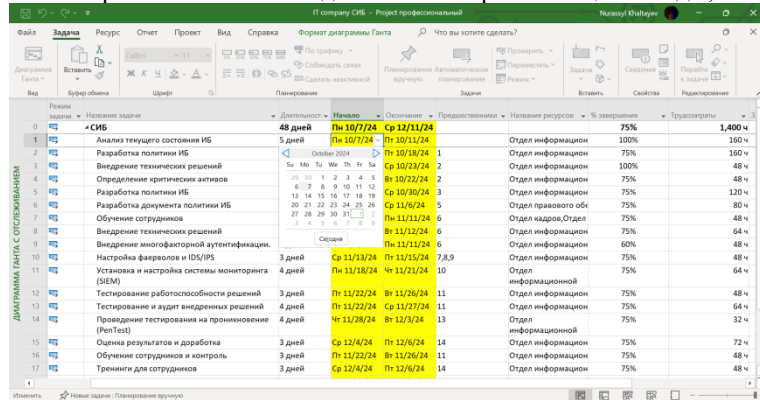 IT company СИБ - Project профессиональный
Nurassyl Khaltayev
Файл Задача Ресурс Отчет Проект Вид Справка Формат диаграммы Ганта Что вы хотите сделать?
Диаграмма Ганта
Вставить
Calibri 11
Ж К Ч
По графику
Соблюдать связи
Сделать неактивной
Планирование вручную
Автоматическое планирование
Проверить
Переместить
Режим
Задача
Сведения
Перейти к задаче
Вид Буфер обмена Шрифт Планирование Задачи Вставить Свойства Редактирование
Режим задачи Название задачи Длительность Начало Окончание Предшественники Названия ресурсов % завершение Трудозатраты З
0 СИБ 48 дней Пн 10/7/24 Ср 12/11/24 75% 1,400 ч
1 Анализ текущего состояния ИБ 5 дней Пн 10/7/24 Пт 10/11/24 Отдел информацион 100% 160 ч
2 Разработка политики ИБ Пт 10/18/24 1 Отдел информацион 75% 160 ч
3 Внедрение технических решений Ср 10/23/24 2 Отдел информацион 100% 48 ч
4 Определение критических активов Вт 10/22/24 2 Отдел информацион 75% 48 ч
5 Разработка политики ИБ Ср 10/30/24 3 Отдел информацион 75% 120 ч
6 Разработка документа политики ИБ Ср 11/6/24 5 Отдел правового обе 75% 80 ч
7 Обучение сотрудников Пн 11/11/24 6 Отдел кадров,Отдел 75% 48 ч
8 Внедрение технических решений Вт 11/12/24 6 Отдел информацион 75% 64 ч
9 Внедрение многофакторной аутентификации. Пн 11/11/24 6 Отдел информацион 60% 48 ч
October 2024
Su Mo Tu We Th Fr Sa
29 30 1 2 3 4 5
6 7 8 9 10 11 12
13 14 15 16 17 18 19
20 21 22 23 24 25 26
27 28 29 30 31 1 2
3 4 5 6 7 8 9
Сегодня
10 Настройка фаерволов и IDS/IPS 3 дней Ср 11/13/24 Пт 11/15/24 7,8,9 Отдел информацион 75% 48 ч
11 Установка и настройка системы мониторинга (SIEM) 4 дней Пн 11/18/24 Чт 11/21/24 10 Отдел информационной 75% 64 ч
12 Тестирование работоспособности решений 3 дней Пт 11/22/24 Вт 11/26/24 11 Отдел информацион 75% 48 ч
13 Тестирование и аудит внедренных решений 4 дней Пт 11/22/24 Ср 11/27/24 11 Отдел информацион 75% 64 ч
14 Проведение тестирования на проникновение (PenTest) 4 дней Чт 11/28/24 Вт 12/3/24 13 Отдел информационной 75% 32 ч
15 Оценка результатов и доработка 3 дней Ср 12/4/24 Пт 12/6/24 14 Отдел информацион 75% 72 ч
16 Обучение сотрудников и контроль 3 дней Пт 11/22/24 Вт 11/26/24 11 Отдел информацион 75% 48 ч
17 Тренинги для сотрудников 3 дней Ср 12/4/24 Пт 12/6/24 14 Отдел информацион 75% 48 ч
ДИАГРАММА ГАНТА С ОТСЛЕЖИВАНИЕМ
Изменить Новые задачи : Планирование вручную